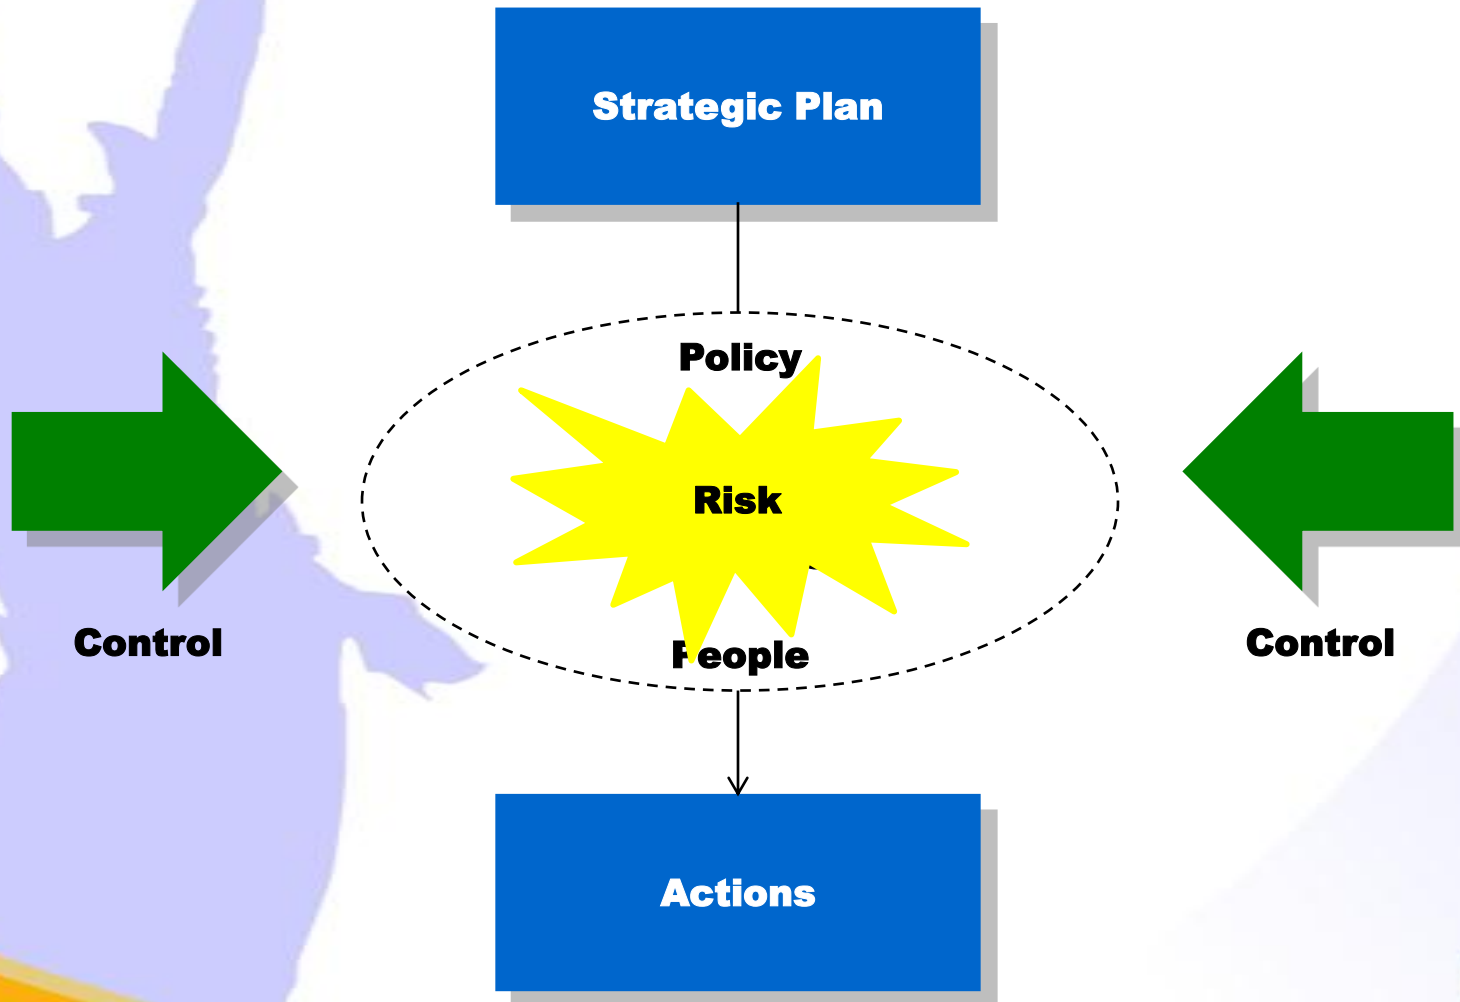 Strategic Plan
Policy
Risk
People
Control
Control
Actions